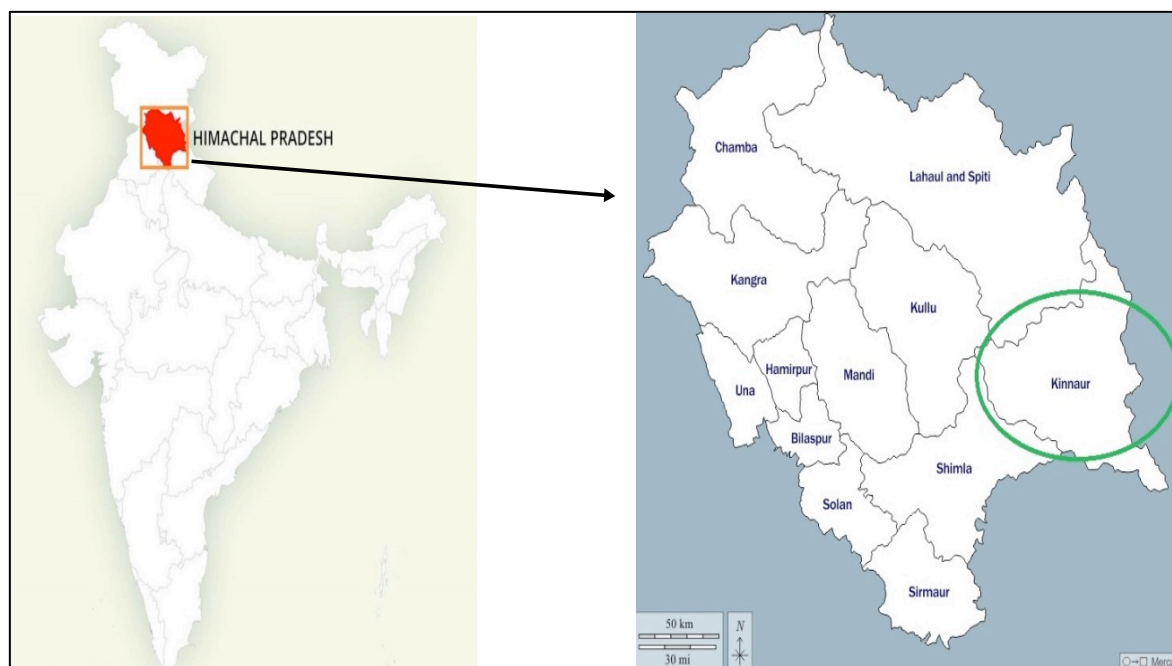 HIMACHAL PRADESH
Chamba
Lahaul and Spiti
Kangra
Kullu
Hamirpur
Mandi
Una
Kinnaur
Bilaspur
Shimla
Solan
Sirmaur
50 km
30 mi
N